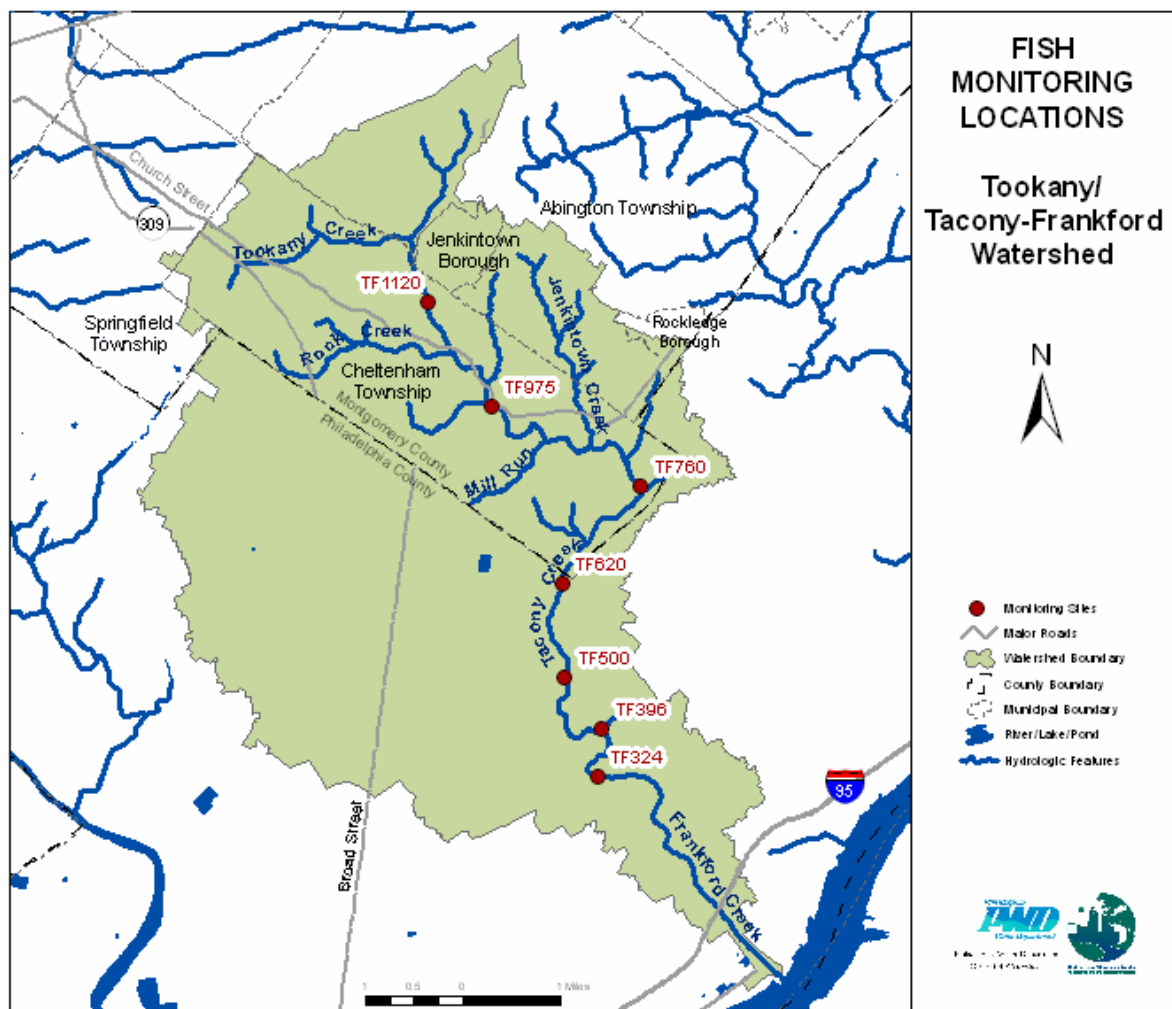 FISH
MONITORING
LOCATIONS
Tookany/
Tacony-Frankford
Watershed
N
Church Street
309
Abington Township
Tookany Creek
Jenkintown
Borough
TF1120
Jenkintown Creek
Springfield
Township
Rock Creek
Rockledge
Borough
Cheltenham
Township
TF975
Montgomery County
Philadelphia County
Mill Run
TF760
TF620
Tacony Creek
TF500
TF396
TF324
95
Frankford Creek
Broad Street
1 0.5 0 1 Miles
Monitoring Sites
Major Roads
Watershed Boundary
County Boundary
Municipal Boundary
River/Lake/Pond
Hydrologic Features
PWD